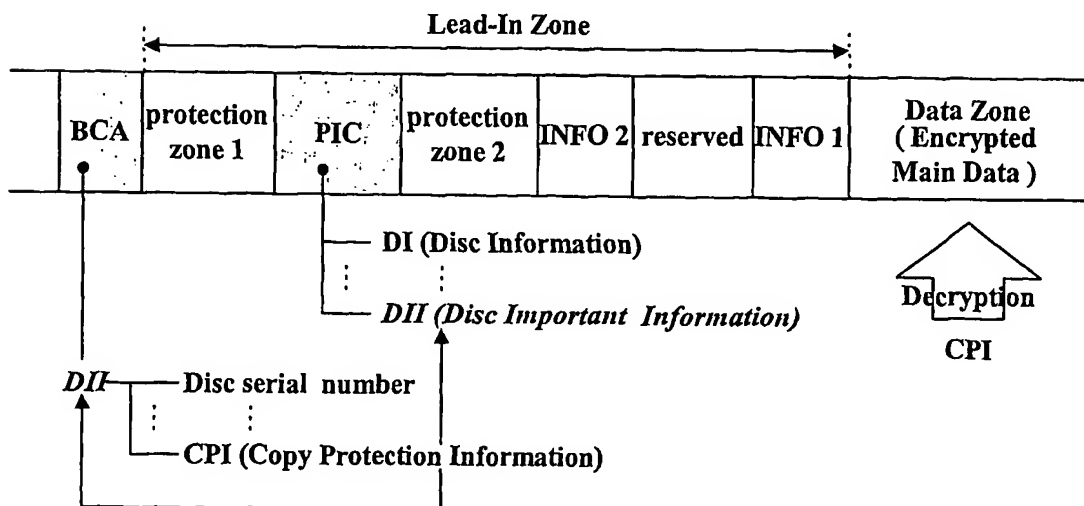 Lead-In Zone
BCA
protection
zone 1
PIC
protection
zone 2
INFO 2
reserved
INFO 1
Data Zone
( Encrypted
Main Data )
DI (Disc Information)
DII (Disc Important Information)
Decryption
CPI
DII
Disc serial number
CPI (Copy Protection Information)